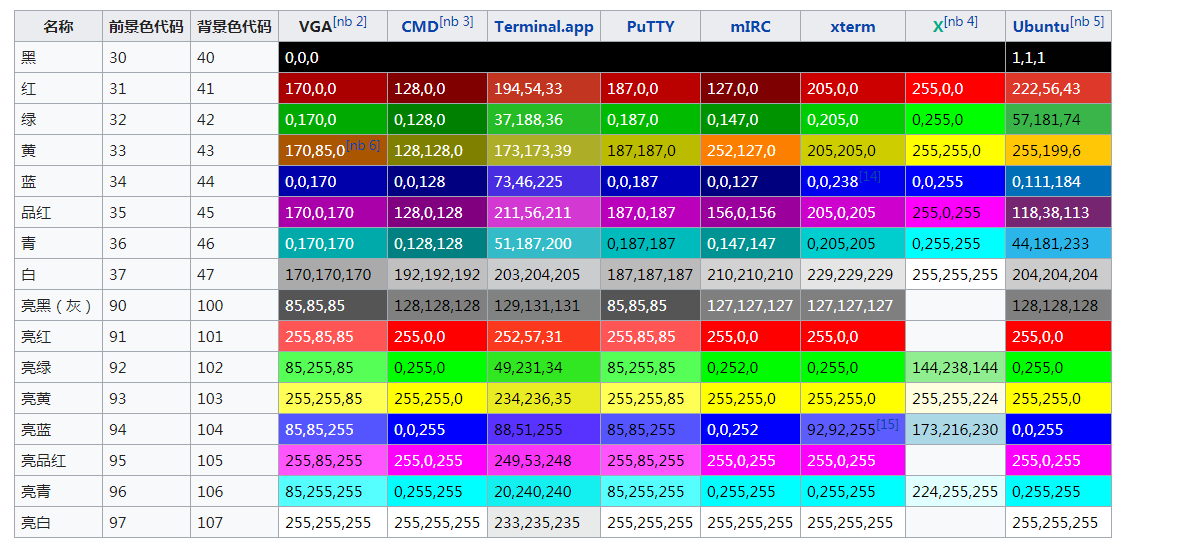 名称 前景色代码 背景色代码 VGA[nb 2] CMD[nb 3] Terminal.app PuTTY mIRC xterm X[nb 4] Ubuntu[nb 5]
黑 30 40 0,0,0 1,1,1
红 31 41 170,0,0 128,0,0 194,54,33 187,0,0 127,0,0 205,0,0 255,0,0 222,56,43
绿 32 42 0,170,0 0,128,0 37,188,36 0,187,0 0,147,0 0,205,0 0,255,0 57,181,74
黄 33 43 170,85,0[nb 6] 128,128,0 173,173,39 187,187,0 252,127,0 205,205,0 255,255,0 255,199,6
蓝 34 44 0,0,170 0,0,128 73,46,225 0,0,187 0,0,127 0,0,238[14] 0,0,255 0,111,184
品红 35 45 170,0,170 128,0,128 211,56,211 187,0,187 156,0,156 205,0,205 255,0,255 118,38,113
青 36 46 0,170,170 0,128,128 51,187,200 0,187,187 0,147,147 0,205,205 0,255,255 44,181,233
白 37 47 170,170,170 192,192,192 203,204,205 187,187,187 210,210,210 229,229,229 255,255,255 204,204,204
亮黑（灰） 90 100 85,85,85 128,128,128 129,131,131 85,85,85 127,127,127 127,127,127 128,128,128
亮红 91 101 255,85,85 255,0,0 252,57,31 255,85,85 255,0,0 255,0,0 255,0,0
亮绿 92 102 85,255,85 0,255,0 49,231,34 85,255,85 0,252,0 0,255,0 144,238,144 0,255,0
亮黄 93 103 255,255,85 255,255,0 234,236,35 255,255,85 255,255,0 255,255,0 255,255,224 255,255,0
亮蓝 94 104 85,85,255 0,0,255 88,51,255 85,85,255 0,0,252 92,92,255[15] 173,216,230 0,0,255
亮品红 95 105 255,85,255 255,0,255 249,53,248 255,85,255 255,0,255 255,0,255 255,0,255
亮青 96 106 85,255,255 0,255,255 20,240,240 85,255,255 0,255,255 0,255,255 224,255,255 0,255,255
亮白 97 107 255,255,255 255,255,255 233,235,235 255,255,255 255,255,255 255,255,255 255,255,255